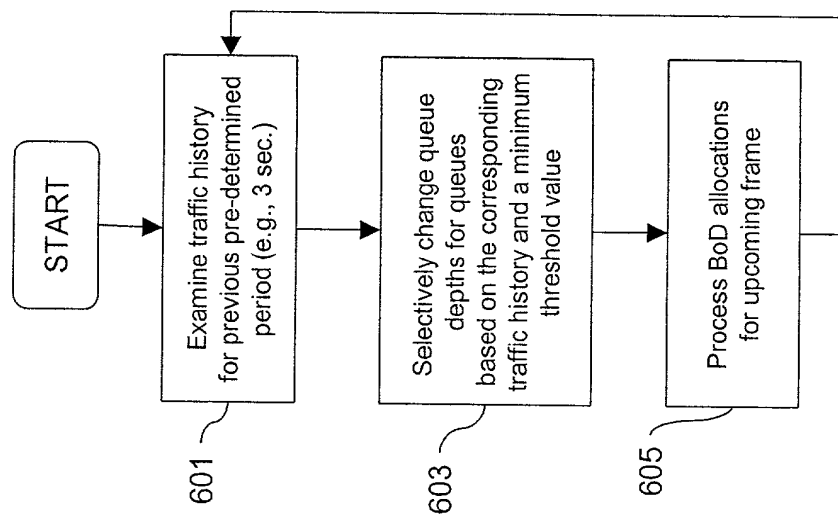 START
Examine traffic history
for previous pre-determined
period (e.g., 3 sec.)
601
Selectively change queue
depths for queues
based on the corresponding
traffic history and a minimum
threshold value
603
Process BoD allocations
for upcoming frame
605